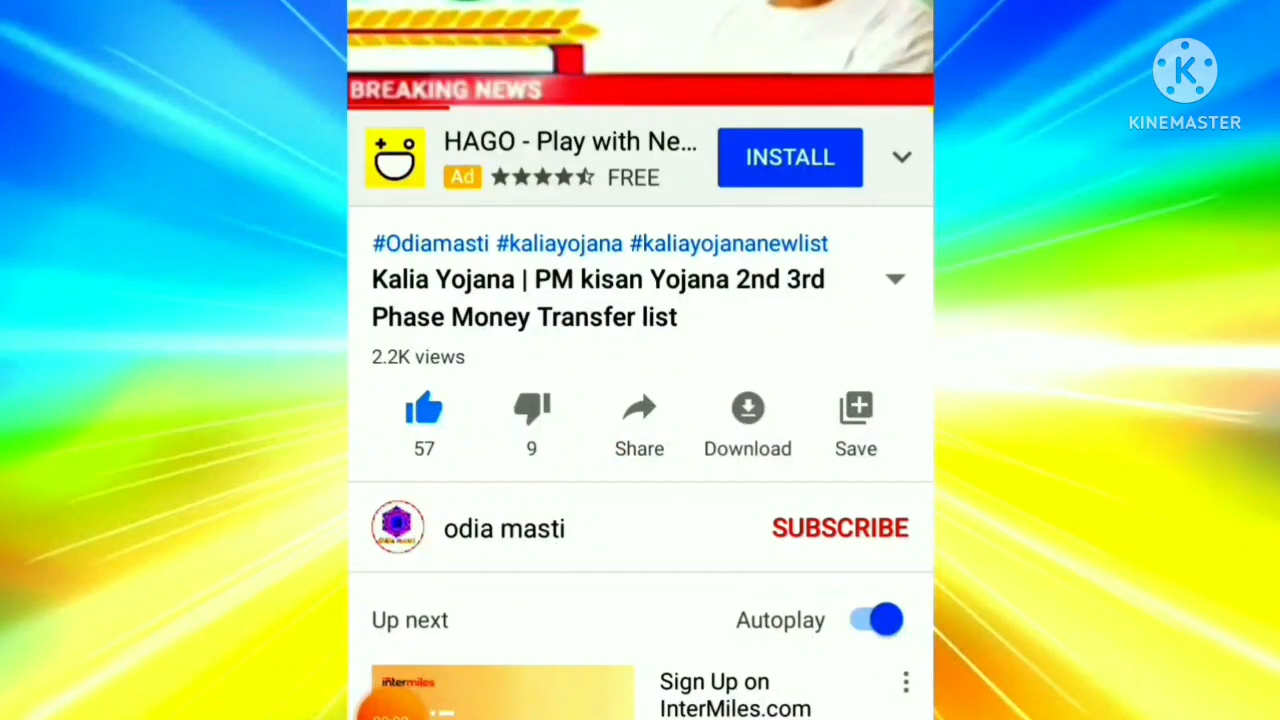 BREAKING NEWS
KINEMASTER
HAGO - Play with Ne...
INSTALL
Ad FREE
#Odiamasti #kaliayojana #kaliayojananewlist
Kalia Yojana | PM kisan Yojana 2nd 3rd
Phase Money Transfer list
2.2K views
57 9 Share Download Save
odia masti SUBSCRIBE
Up next Autoplay
intermiles
Sign Up on
InterMiles.com